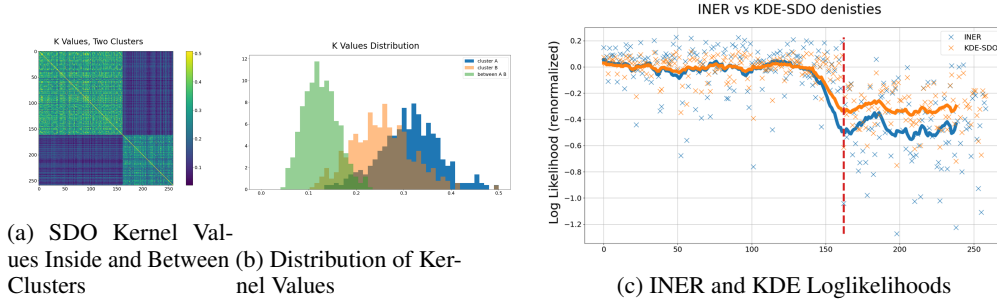 K Values, Two Clusters
0
50
100
150
200
250
0 50 100 150 200 250
0.5
0.4
0.3
0.2
0.1
K Values Distribution
cluster A
cluster B
between A B
12
10
8
6
4
2
0
0.0 0.1 0.2 0.3 0.4 0.5
INER vs KDE-SDO denisties
INER
KDE-SDO
Log Likelihood (renormalized)
0.2
0.0
−0.2
−0.4
−0.6
−0.8
−1.0
−1.2
0 50 100 150 200 250
(a) SDO Kernel Val-
ues Inside and Between
Clusters
(b) Distribution of Ker-
nel Values
(c) INER and KDE Loglikelihoods